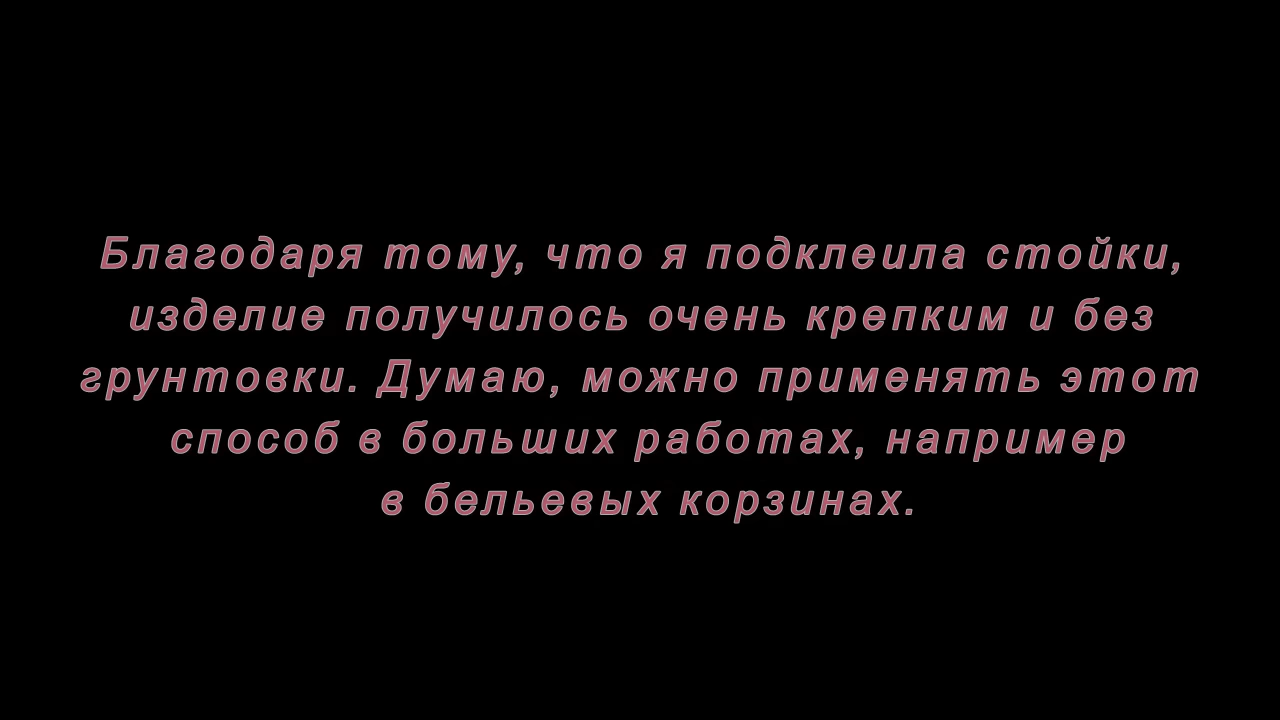 Благодаря тому, что я подклеила стойки,
изделие получилось очень крепким и без
грунтовки. Думаю, можно применять этот
способ в больших работах, например
в бельевых корзинах.